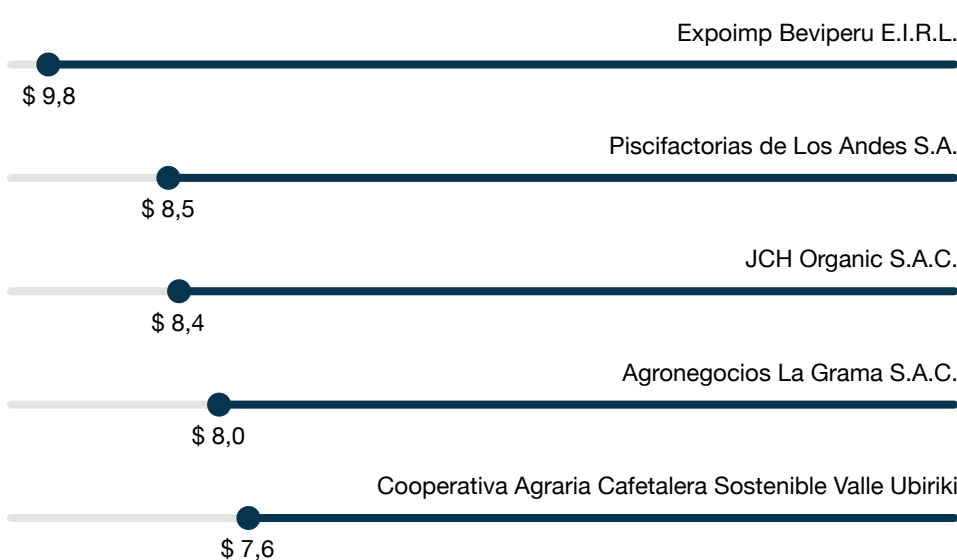 Expoimp Beviperu E.I.R.L.
$ 9,8
Piscifactorias de Los Andes S.A.
$ 8,5
JCH Organic S.A.C.
$ 8,4
Agronegocios La Grama S.A.C.
$ 8,0
Cooperativa Agraria Cafetalera Sostenible Valle Ubiriki
$ 7,6